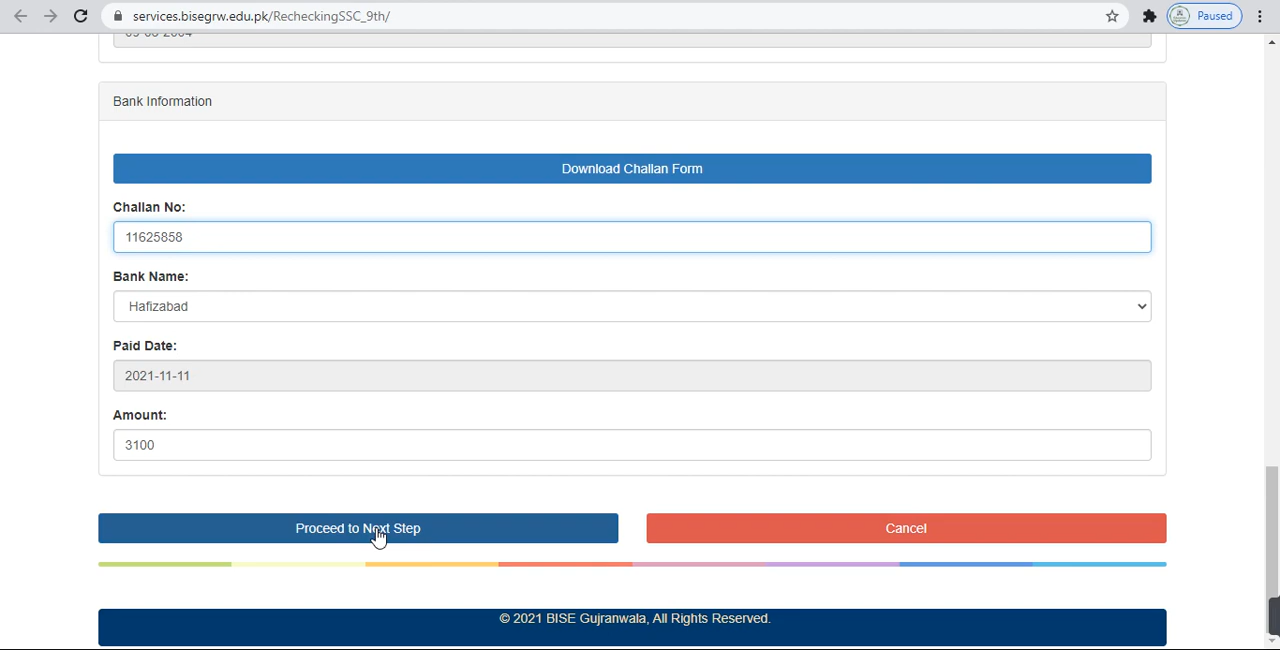 services.bisegrw.edu.pk/RecheckingSSC_9th/
Paused
Bank Information
Download Challan Form
Challan No:
11625858
Bank Name:
Hafizabad
Paid Date:
2021-11-11
Amount:
3100
Proceed to Next Step
Cancel
© 2021 BISE Gujranwala, All Rights Reserved.